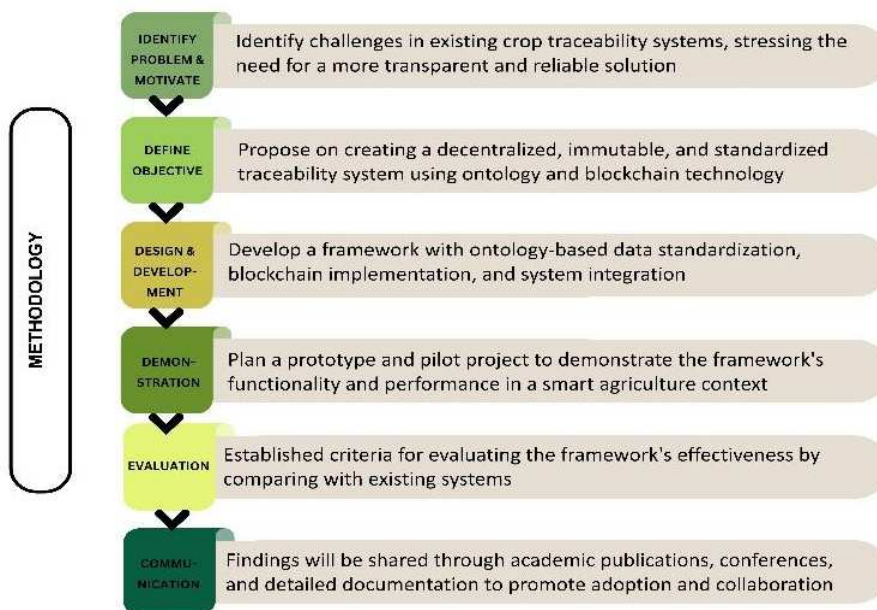 METHODOLOGY
IDENTIFY
PROBLEM &
MOTIVATE
Identify challenges in existing crop traceability systems, stressing the
need for a more transparent and reliable solution
DEFINE
OBJECTIVE
Propose on creating a decentralized, immutable, and standardized
traceability system using ontology and blockchain technology
DESIGN &
DEVELOP-
MENT
Develop a framework with ontology-based data standardization,
blockchain implementation, and system integration
DEMON-
STRATION
Plan a prototype and pilot project to demonstrate the framework's
functionality and performance in a smart agriculture context
EVALUATION
Established criteria for evaluating the framework's effectiveness by
comparing with existing systems
COMMU-
NICATION
Findings will be shared through academic publications, conferences,
and detailed documentation to promote adoption and collaboration